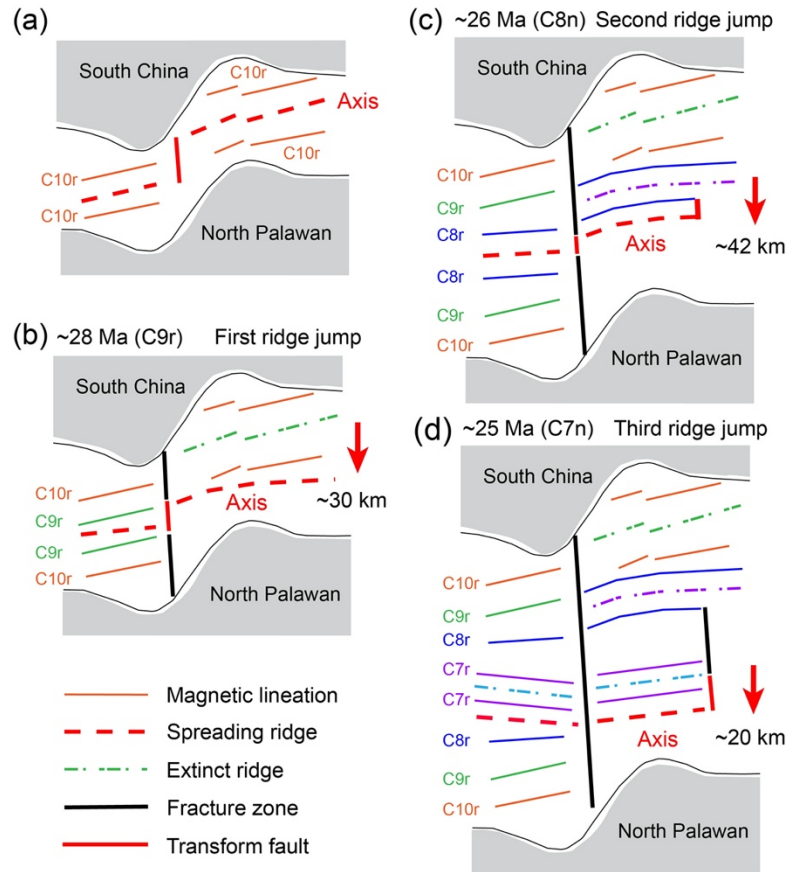 (a)
South China
C10r
Axis
C10r
C10r
C10r
North Palawan
(b) ~28 Ma (C9r) First ridge jump
South China
C10r
C9r
C9r
C10r
Axis
~30 km
North Palawan
Magnetic lineation
Spreading ridge
Extinct ridge
Fracture zone
Transform fault
(c) ~26 Ma (C8n) Second ridge jump
South China
C10r
C9r
C8r
C8r
C9r
C10r
Axis
~42 km
North Palawan
(d) ~25 Ma (C7n) Third ridge jump
South China
C10r
C9r
C8r
C7r
C7r
C8r
C9r
C10r
Axis
~20 km
North Palawan